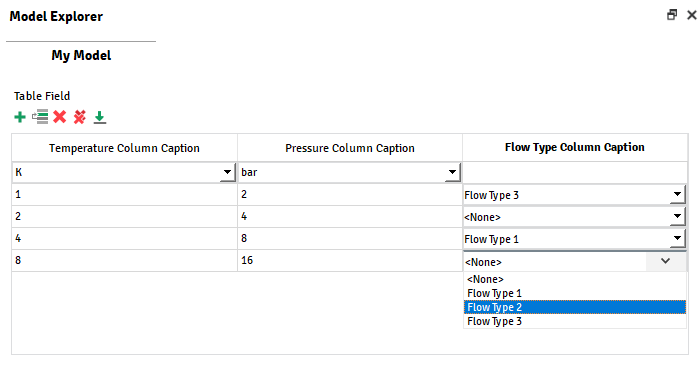 Model Explorer
My Model
Table Field
Temperature Column Caption Pressure Column Caption Flow Type Column Caption
K bar
1 2 Flow Type 3
2 4 <None>
4 8 Flow Type 1
8 16 <None>
<None>
Flow Type 1
Flow Type 2
Flow Type 3